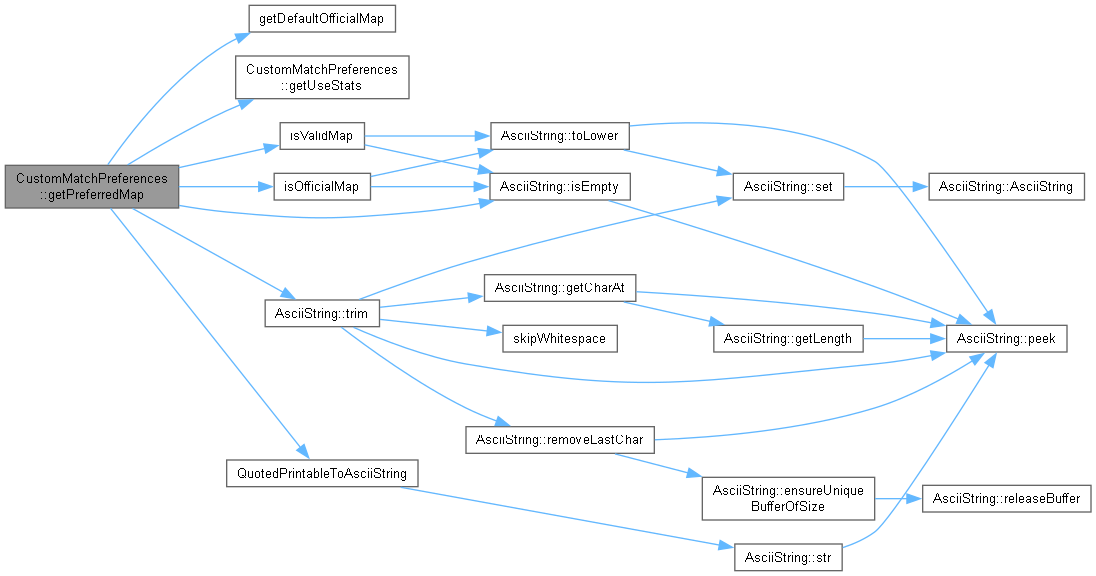 getDefaultOfficialMap
CustomMatchPreferences
::getUseStats
isValidMap
AsciiString::toLower
CustomMatchPreferences
::getPreferredMap
isOfficialMap
AsciiString::isEmpty
AsciiString::set
AsciiString::AsciiString
AsciiString::trim
AsciiString::getCharAt
skipWhitespace
AsciiString::getLength
AsciiString::peek
AsciiString::removeLastChar
QuotedPrintableToAsciiString
AsciiString::ensureUnique
BufferOfSize
AsciiString::releaseBuffer
AsciiString::str